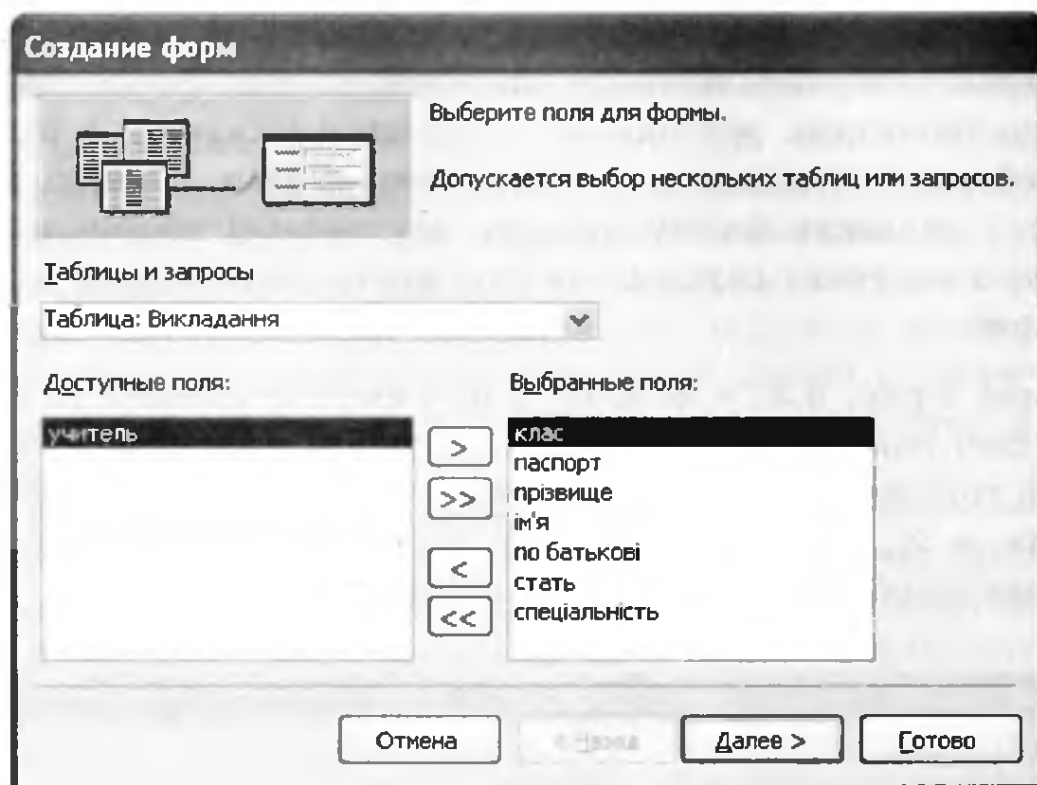 Создание форм
Выберите поля для формы.
Допускается выбор нескольких таблиц или запросов.
Таблицы и запросы
Таблица: Викладання
Доступные поля:
Выбранные поля:
учитель
клас
паспорт
прізвище
ім'я
по батькові
стать
спеціальність
>
>>
<
<<
Отмена
< Назад
Далее >
Готово